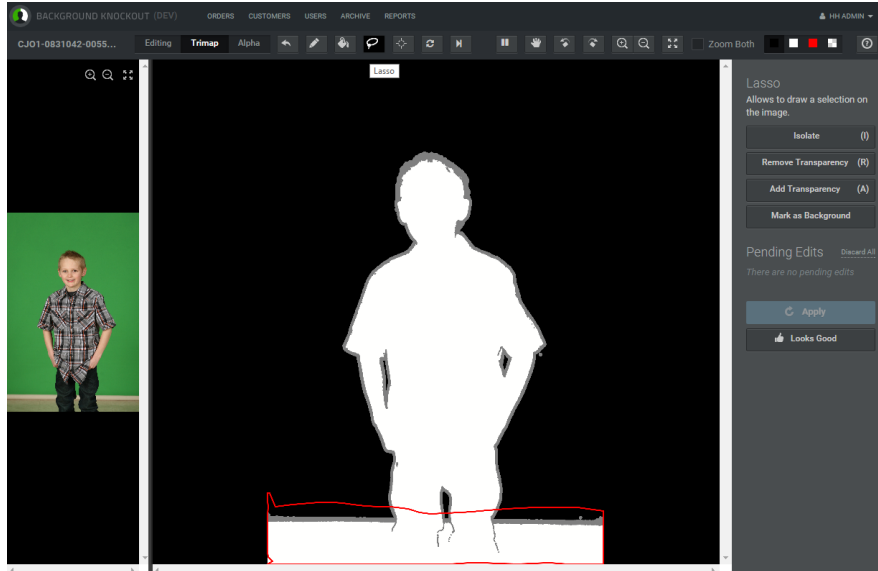 BACKGROUND KNOCKOUT (DEV) ORDERS CUSTOMERS USERS ARCHIVE REPORTS HH ADMIN
CJO1-0831042-0055... Editing Trimap Alpha Zoom Both
Lasso
Lasso
Allows to draw a selection on
the image.
Isolate (I)
Remove Transparency (R)
Add Transparency (A)
Mark as Background
Pending Edits Discard All
There are no pending edits
Apply
Looks Good